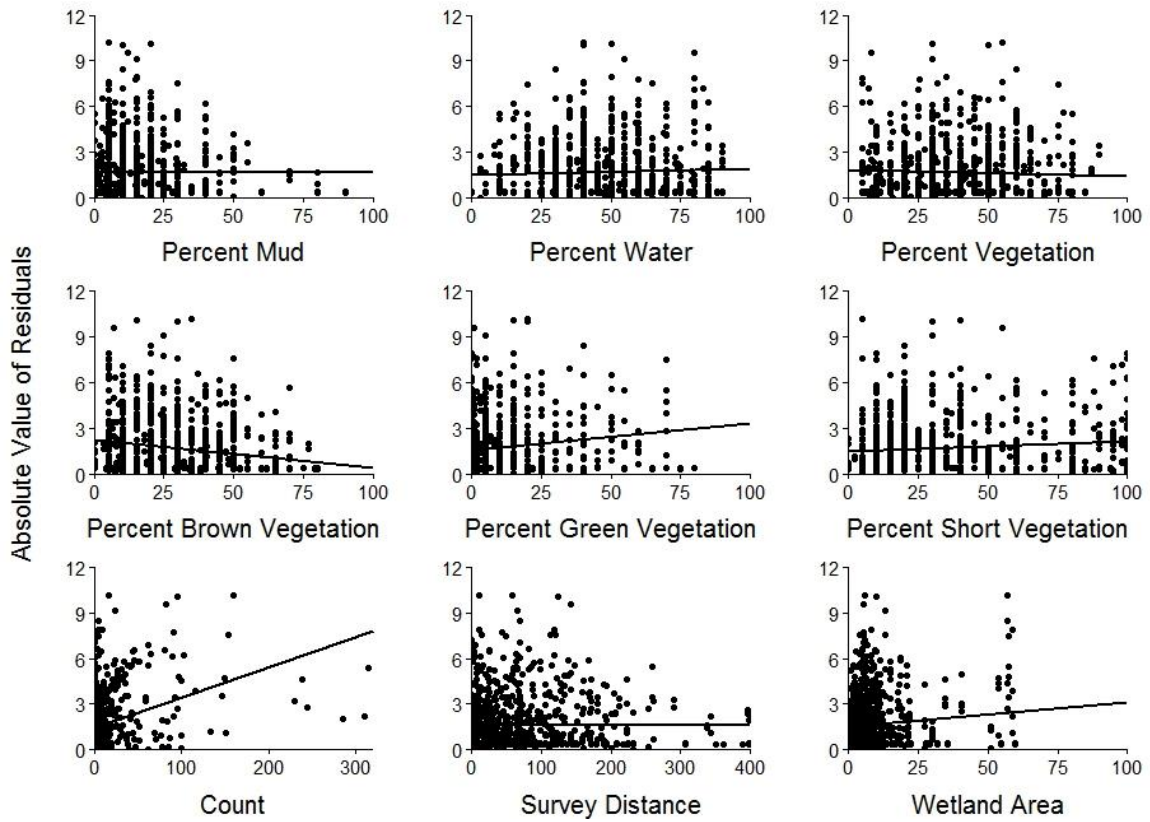 Absolute Value of Residuals
12
9
6
3
0
0 25 50 75 100
Percent Mud
12
9
6
3
0
0 25 50 75 100
Percent Water
12
9
6
3
0
0 25 50 75 100
Percent Vegetation
12
9
6
3
0
0 25 50 75 100
Percent Brown Vegetation
12
9
6
3
0
0 25 50 75 100
Percent Green Vegetation
12
9
6
3
0
0 25 50 75 100
Percent Short Vegetation
12
9
6
3
0
0 100 200 300
Count
12
9
6
3
0
0 100 200 300 400
Survey Distance
12
9
6
3
0
0 25 50 75 100
Wetland Area